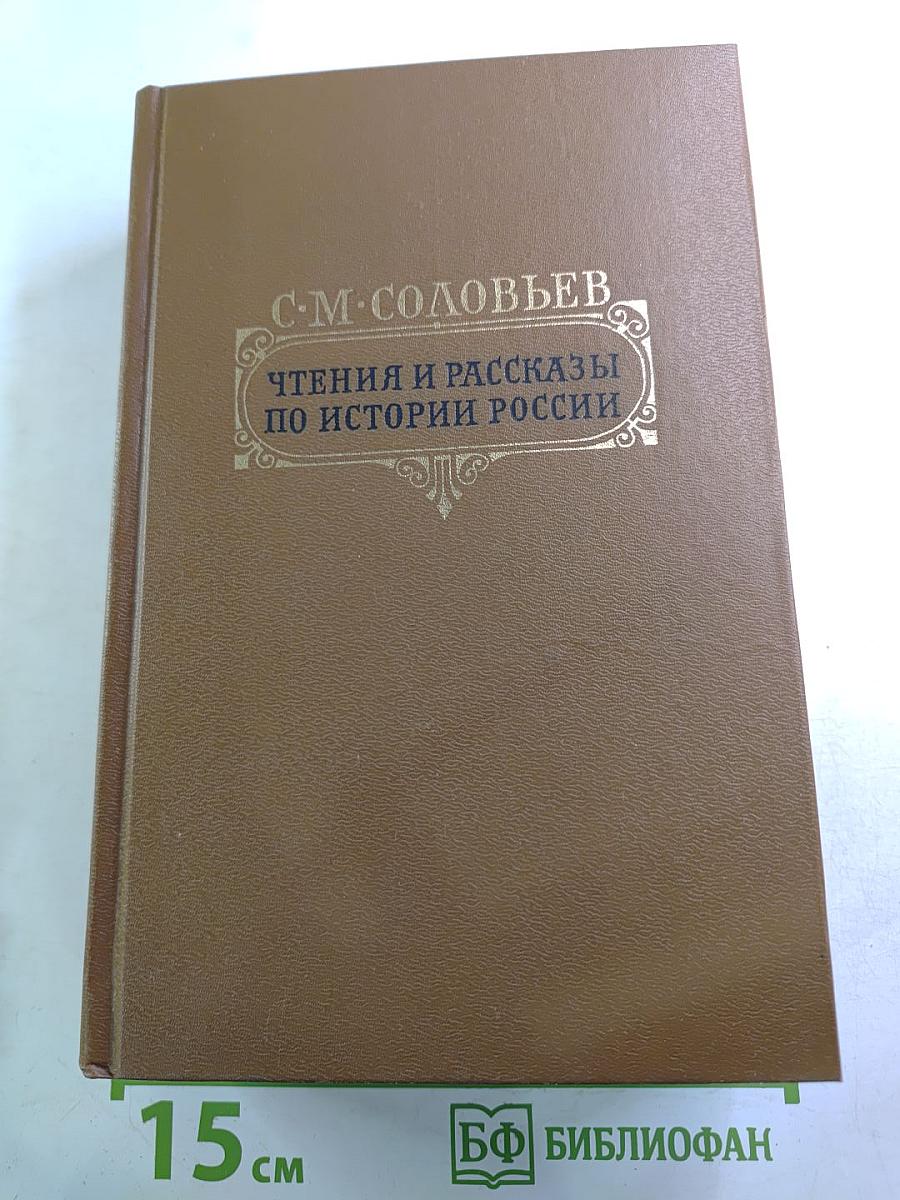 С·М·СОЛОВЬЕВ
ЧТЕНИЯ И РАССКАЗЫ
ПО ИСТОРИИ РОССИИ
15 см
БФ БИБЛИОФАН